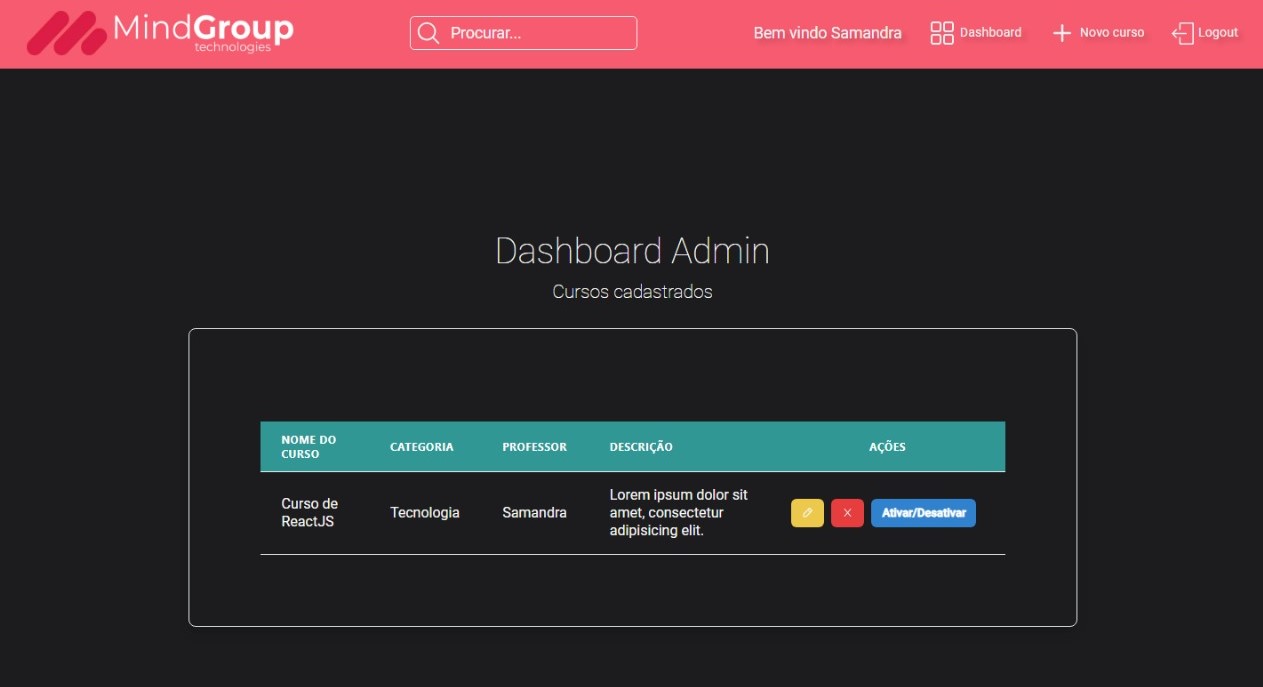 MindGroup
technologies
Procurar...
Bem vindo Samandra
Dashboard
Novo curso
Logout
Dashboard Admin
Cursos cadastrados
NOME DO
CURSO
CATEGORIA
PROFESSOR
DESCRIÇÃO
AÇÕES
Curso de
ReactJS
Tecnologia
Samandra
Lorem ipsum dolor sit
amet, consectetur
adipisicing elit.
Ativar/Desativar